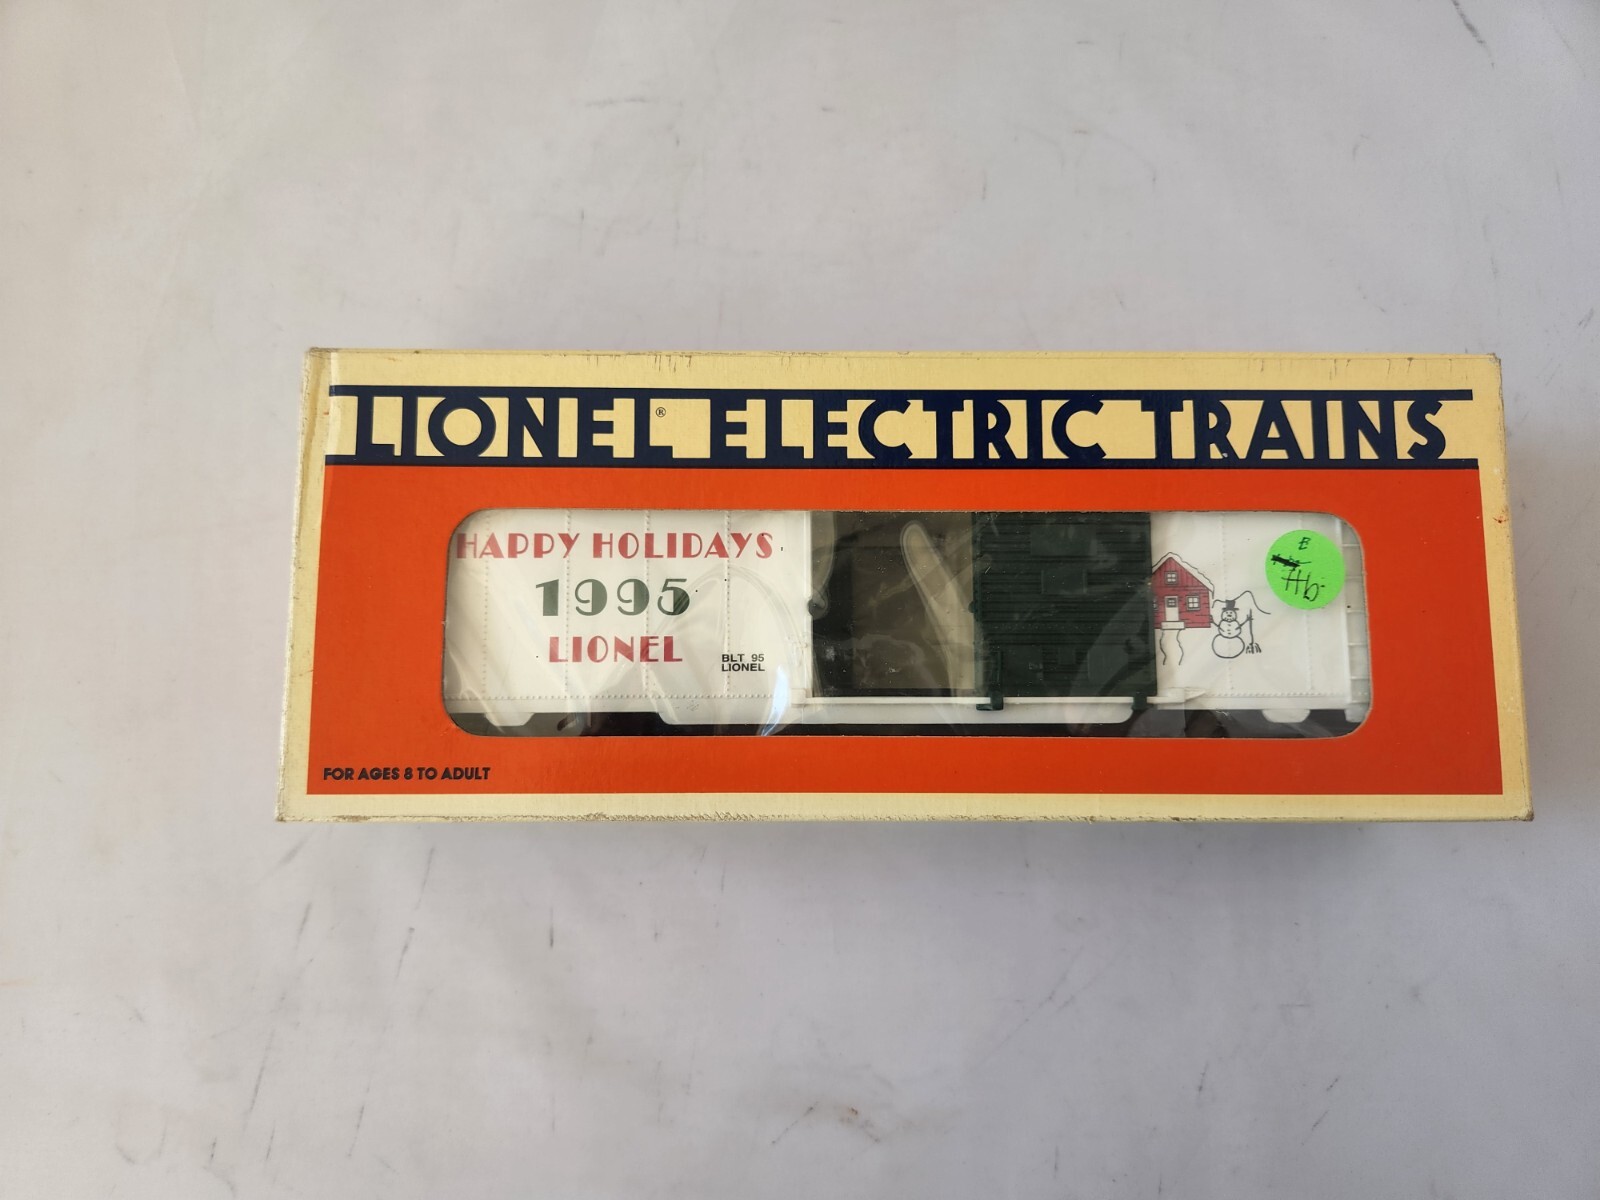 LIONEL® ELECTRIC TRAINS
HAPPY HOLIDAYS
1995
LIONEL
BLT 95
LIONEL
FOR AGES 8 TO ADULT